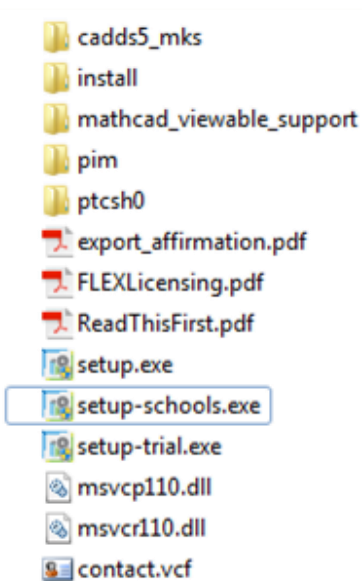 cadds5_mks
install
mathcad_viewable_support
pim
ptcsh0
export_affirmation.pdf
FLEXLicensing.pdf
ReadThisFirst.pdf
setup.exe
setup-schools.exe
setup-trial.exe
msvcp110.dll
msvcr110.dll
contact.vcf